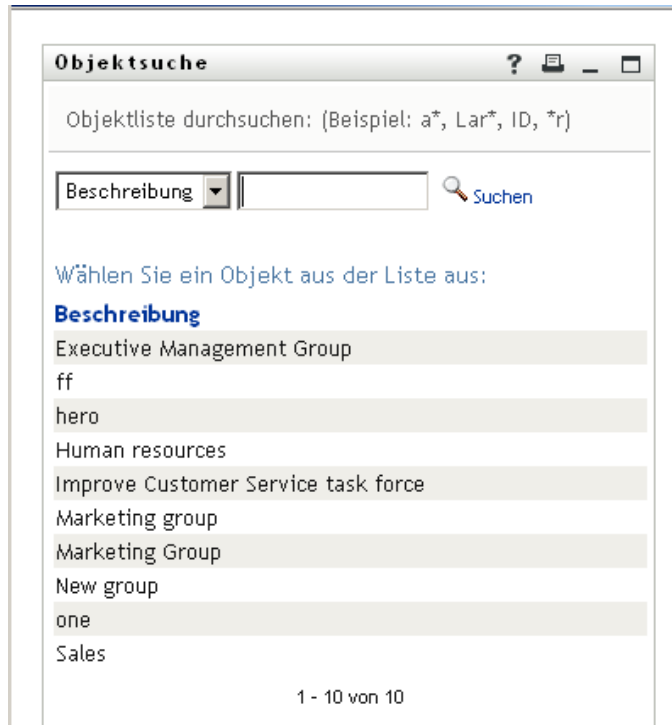 Objektsuche ?
Objektliste durchsuchen: (Beispiel: a*, Lar*, ID, *r)
Beschreibung Suchen
Wählen Sie ein Objekt aus der Liste aus:
Beschreibung
Executive Management Group
ff
hero
Human resources
Improve Customer Service task force
Marketing group
Marketing Group
New group
one
Sales
1 - 10 von 10